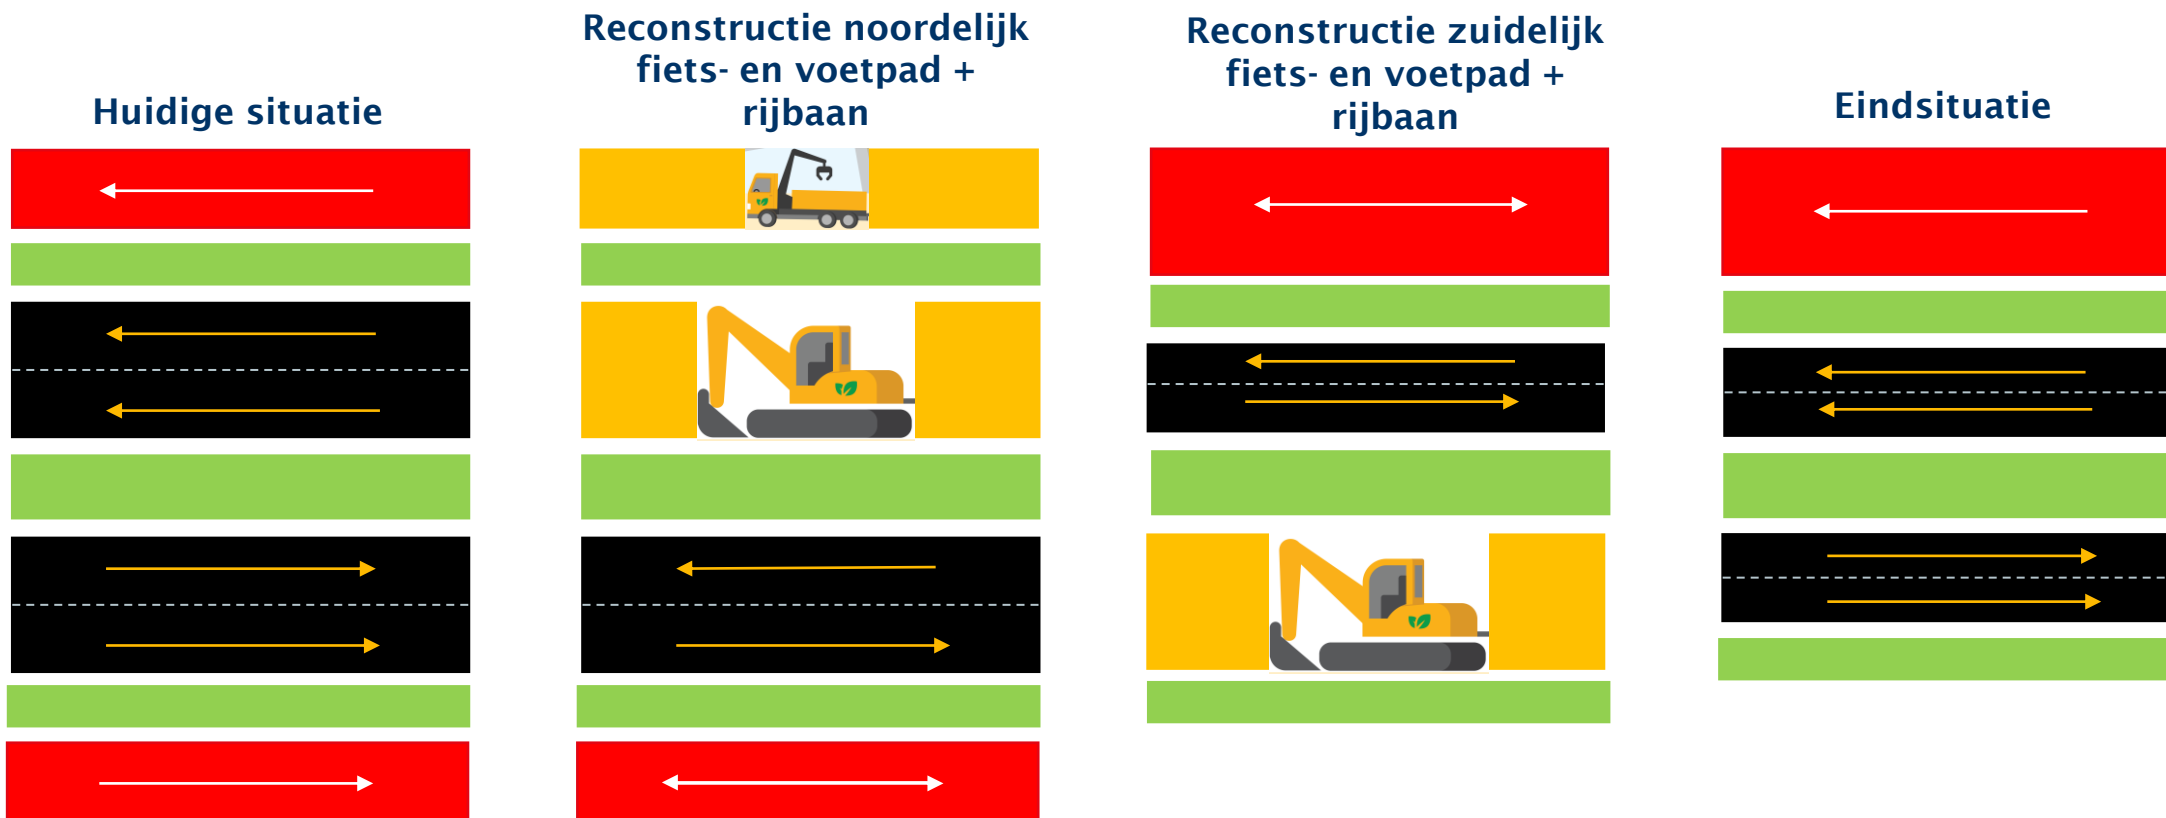 Huidige situatie
Reconstructie noordelijk
fiets- en voetpad +
rijbaan
Reconstructie zuidelijk
fiets- en voetpad +
rijbaan
Eindsituatie